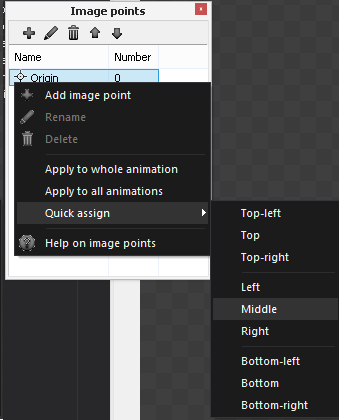 Image points
Name Number
Origin 0
Add image point
Rename
Delete
Apply to whole animation
Apply to all animations
Quick assign
Help on image points
Top-left
Top
Top-right
Left
Middle
Right
Bottom-left
Bottom
Bottom-right